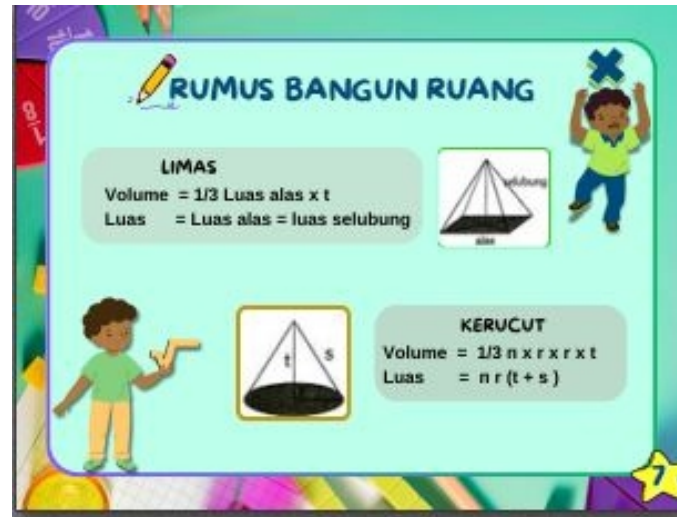 RUMUS BANGUN RUANG
LIMAS
Volume = 1/3 Luas alas x t
Luas = Luas alas = luas selubung
selubung
alas
t
s
KERUCUT
Volume = 1/3 n x r x r x t
Luas = n r (t + s )
7